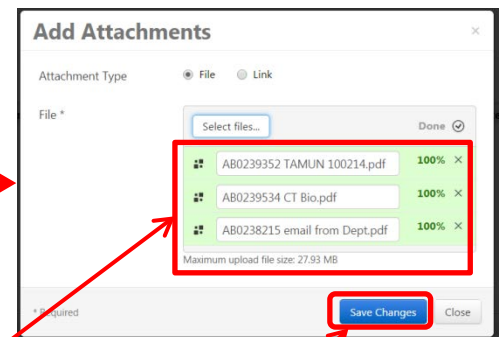 Add Attachments ×
Attachment Type File Link
File *
Select files... Done
AB0239352 TAMUN 100214.pdf 100% ×
AB0239534 CT Bio.pdf 100% ×
AB0238215 email from Dept.pdf 100% ×
Maximum upload file size: 27.93 MB
* Required Save Changes Close